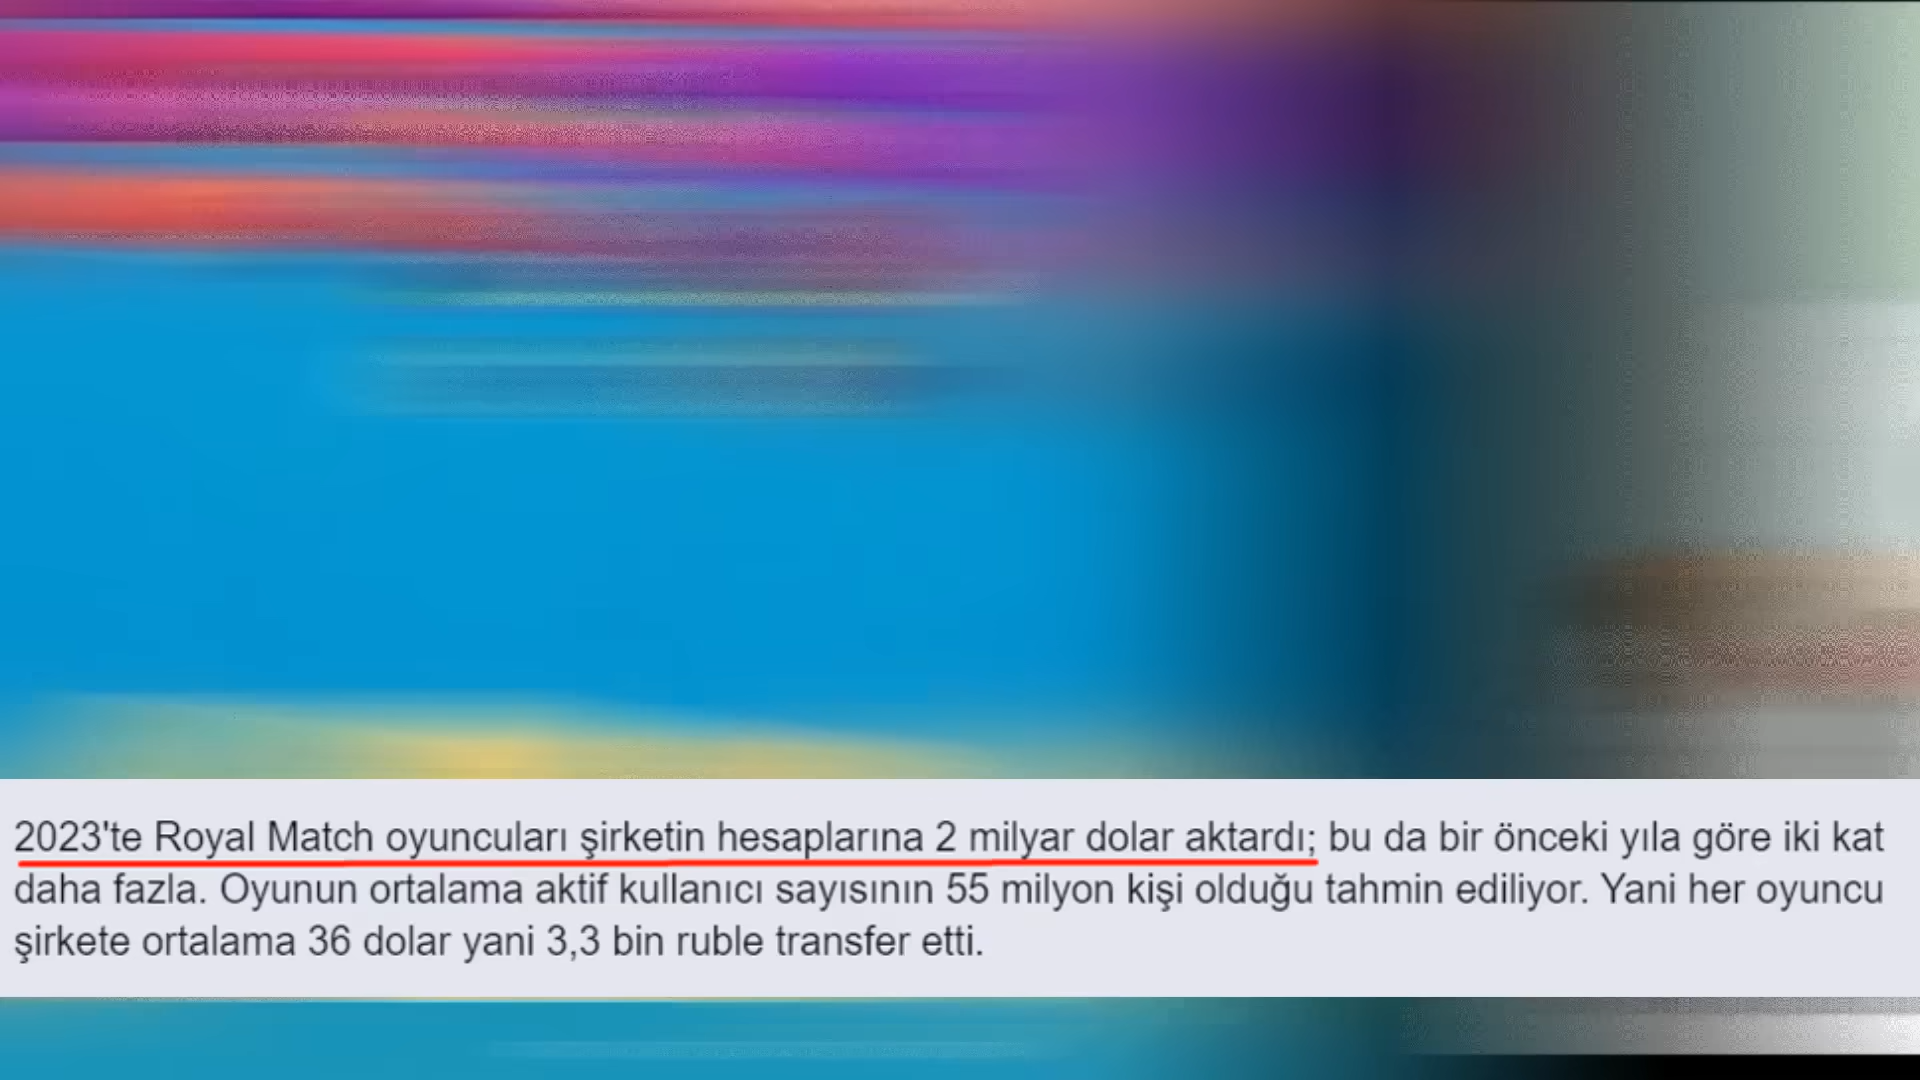 2023'te Royal Match oyuncuları şirketin hesaplarına 2 milyar dolar aktardı; bu da bir önceki yıla göre iki kat
daha fazla. Oyunun ortalama aktif kullanıcı sayısının 55 milyon kişi olduğu tahmin ediliyor. Yani her oyuncu
şirkete ortalama 36 dolar yani 3,3 bin ruble transfer etti.